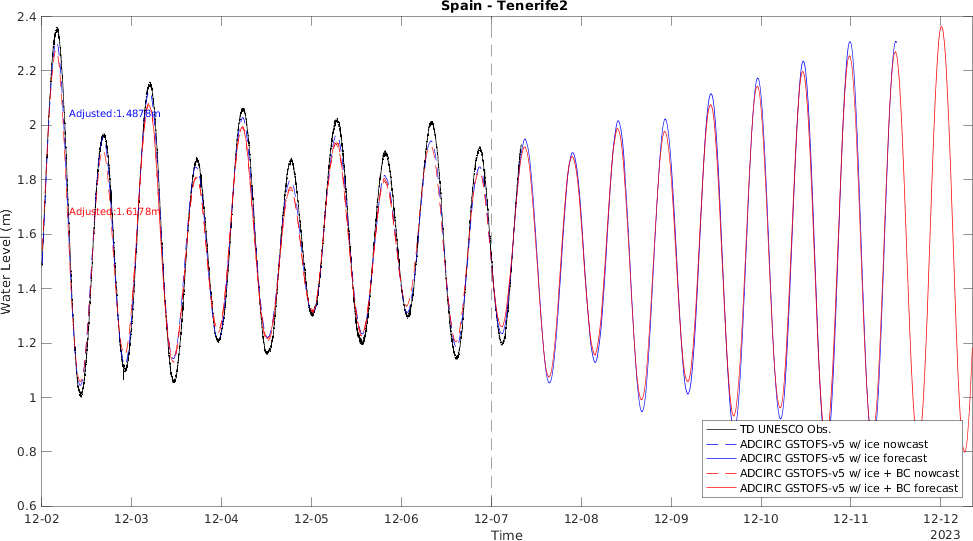 Spain - Tenerife2
2.4
2.2
2
1.8
1.6
1.4
1.2
1
0.8
0.6
Water Level (m)
Adjusted:1.4878m
Adjusted:1.6178m
TD UNESCO Obs.
ADCIRC GSTOFS-v5 w/ ice nowcast
ADCIRC GSTOFS-v5 w/ ice forecast
ADCIRC GSTOFS-v5 w/ ice + BC nowcast
ADCIRC GSTOFS-v5 w/ ice + BC forecast
12-02 12-03 12-04 12-05 12-06 12-07 12-08 12-09 12-10 12-11 12-12
Time
2023